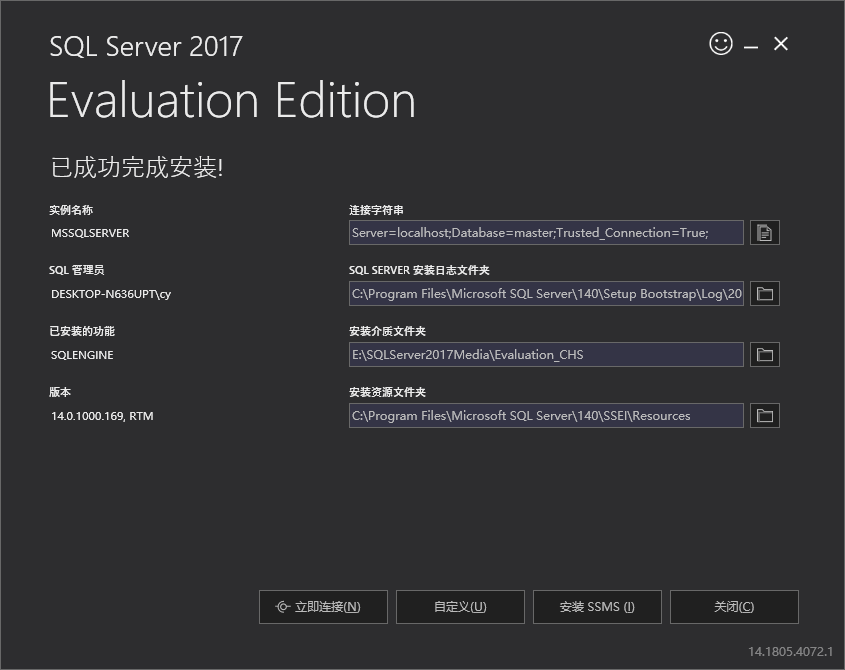 SQL Server 2017
Evaluation Edition
已成功完成安装!
实例名称
MSSQLSERVER
连接字符串
Server=localhost;Database=master;Trusted_Connection=True;
SQL 管理员
DESKTOP-N636UPT\cy
SQL SERVER 安装日志文件夹
C:\Program Files\Microsoft SQL Server\140\Setup Bootstrap\Log\20
已安装的功能
SQLENGINE
安装介质文件夹
E:\SQLServer2017Media\Evaluation_CHS
版本
14.0.1000.169, RTM
安装资源文件夹
C:\Program Files\Microsoft SQL Server\140\SSEI\Resources
立即连接(N)
自定义(U)
安装 SSMS (I)
关闭(C)
14.1805.4072.1